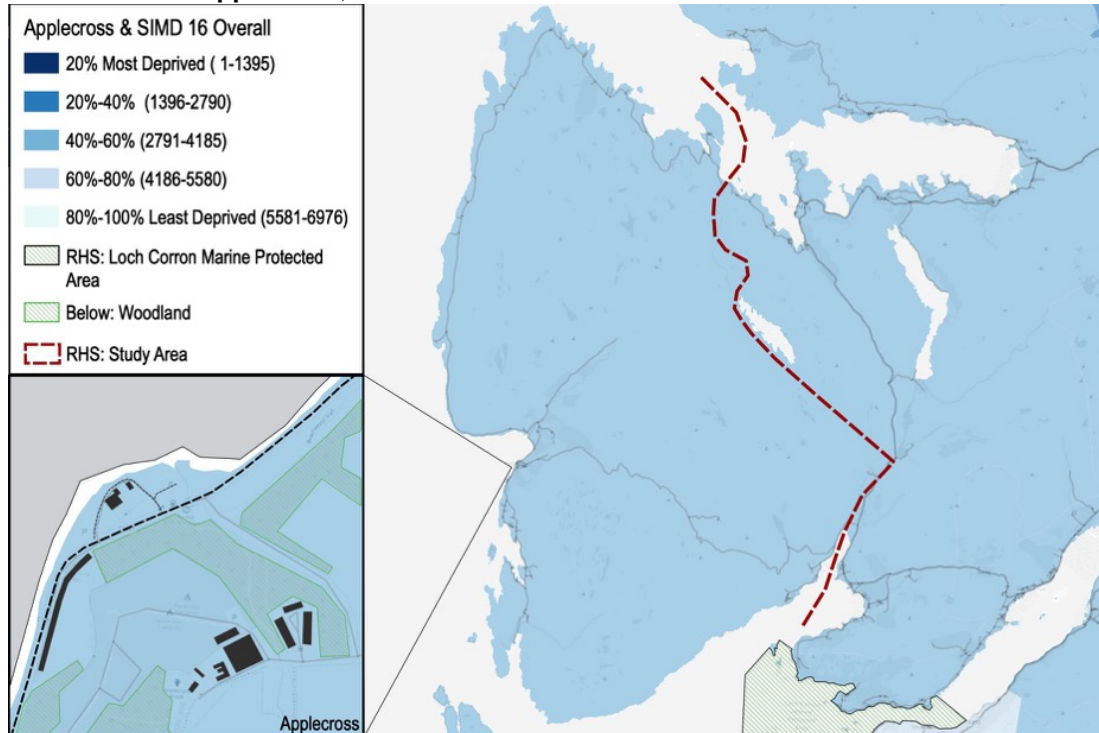 Applecross & SIMD 16 Overall
20% Most Deprived ( 1-1395)
20%-40% (1396-2790)
40%-60% (2791-4185)
60%-80% (4186-5580)
80%-100% Least Deprived (5581-6976)
RHS: Loch Corron Marine Protected
Area
Below: Woodland
RHS: Study Area
Applecross